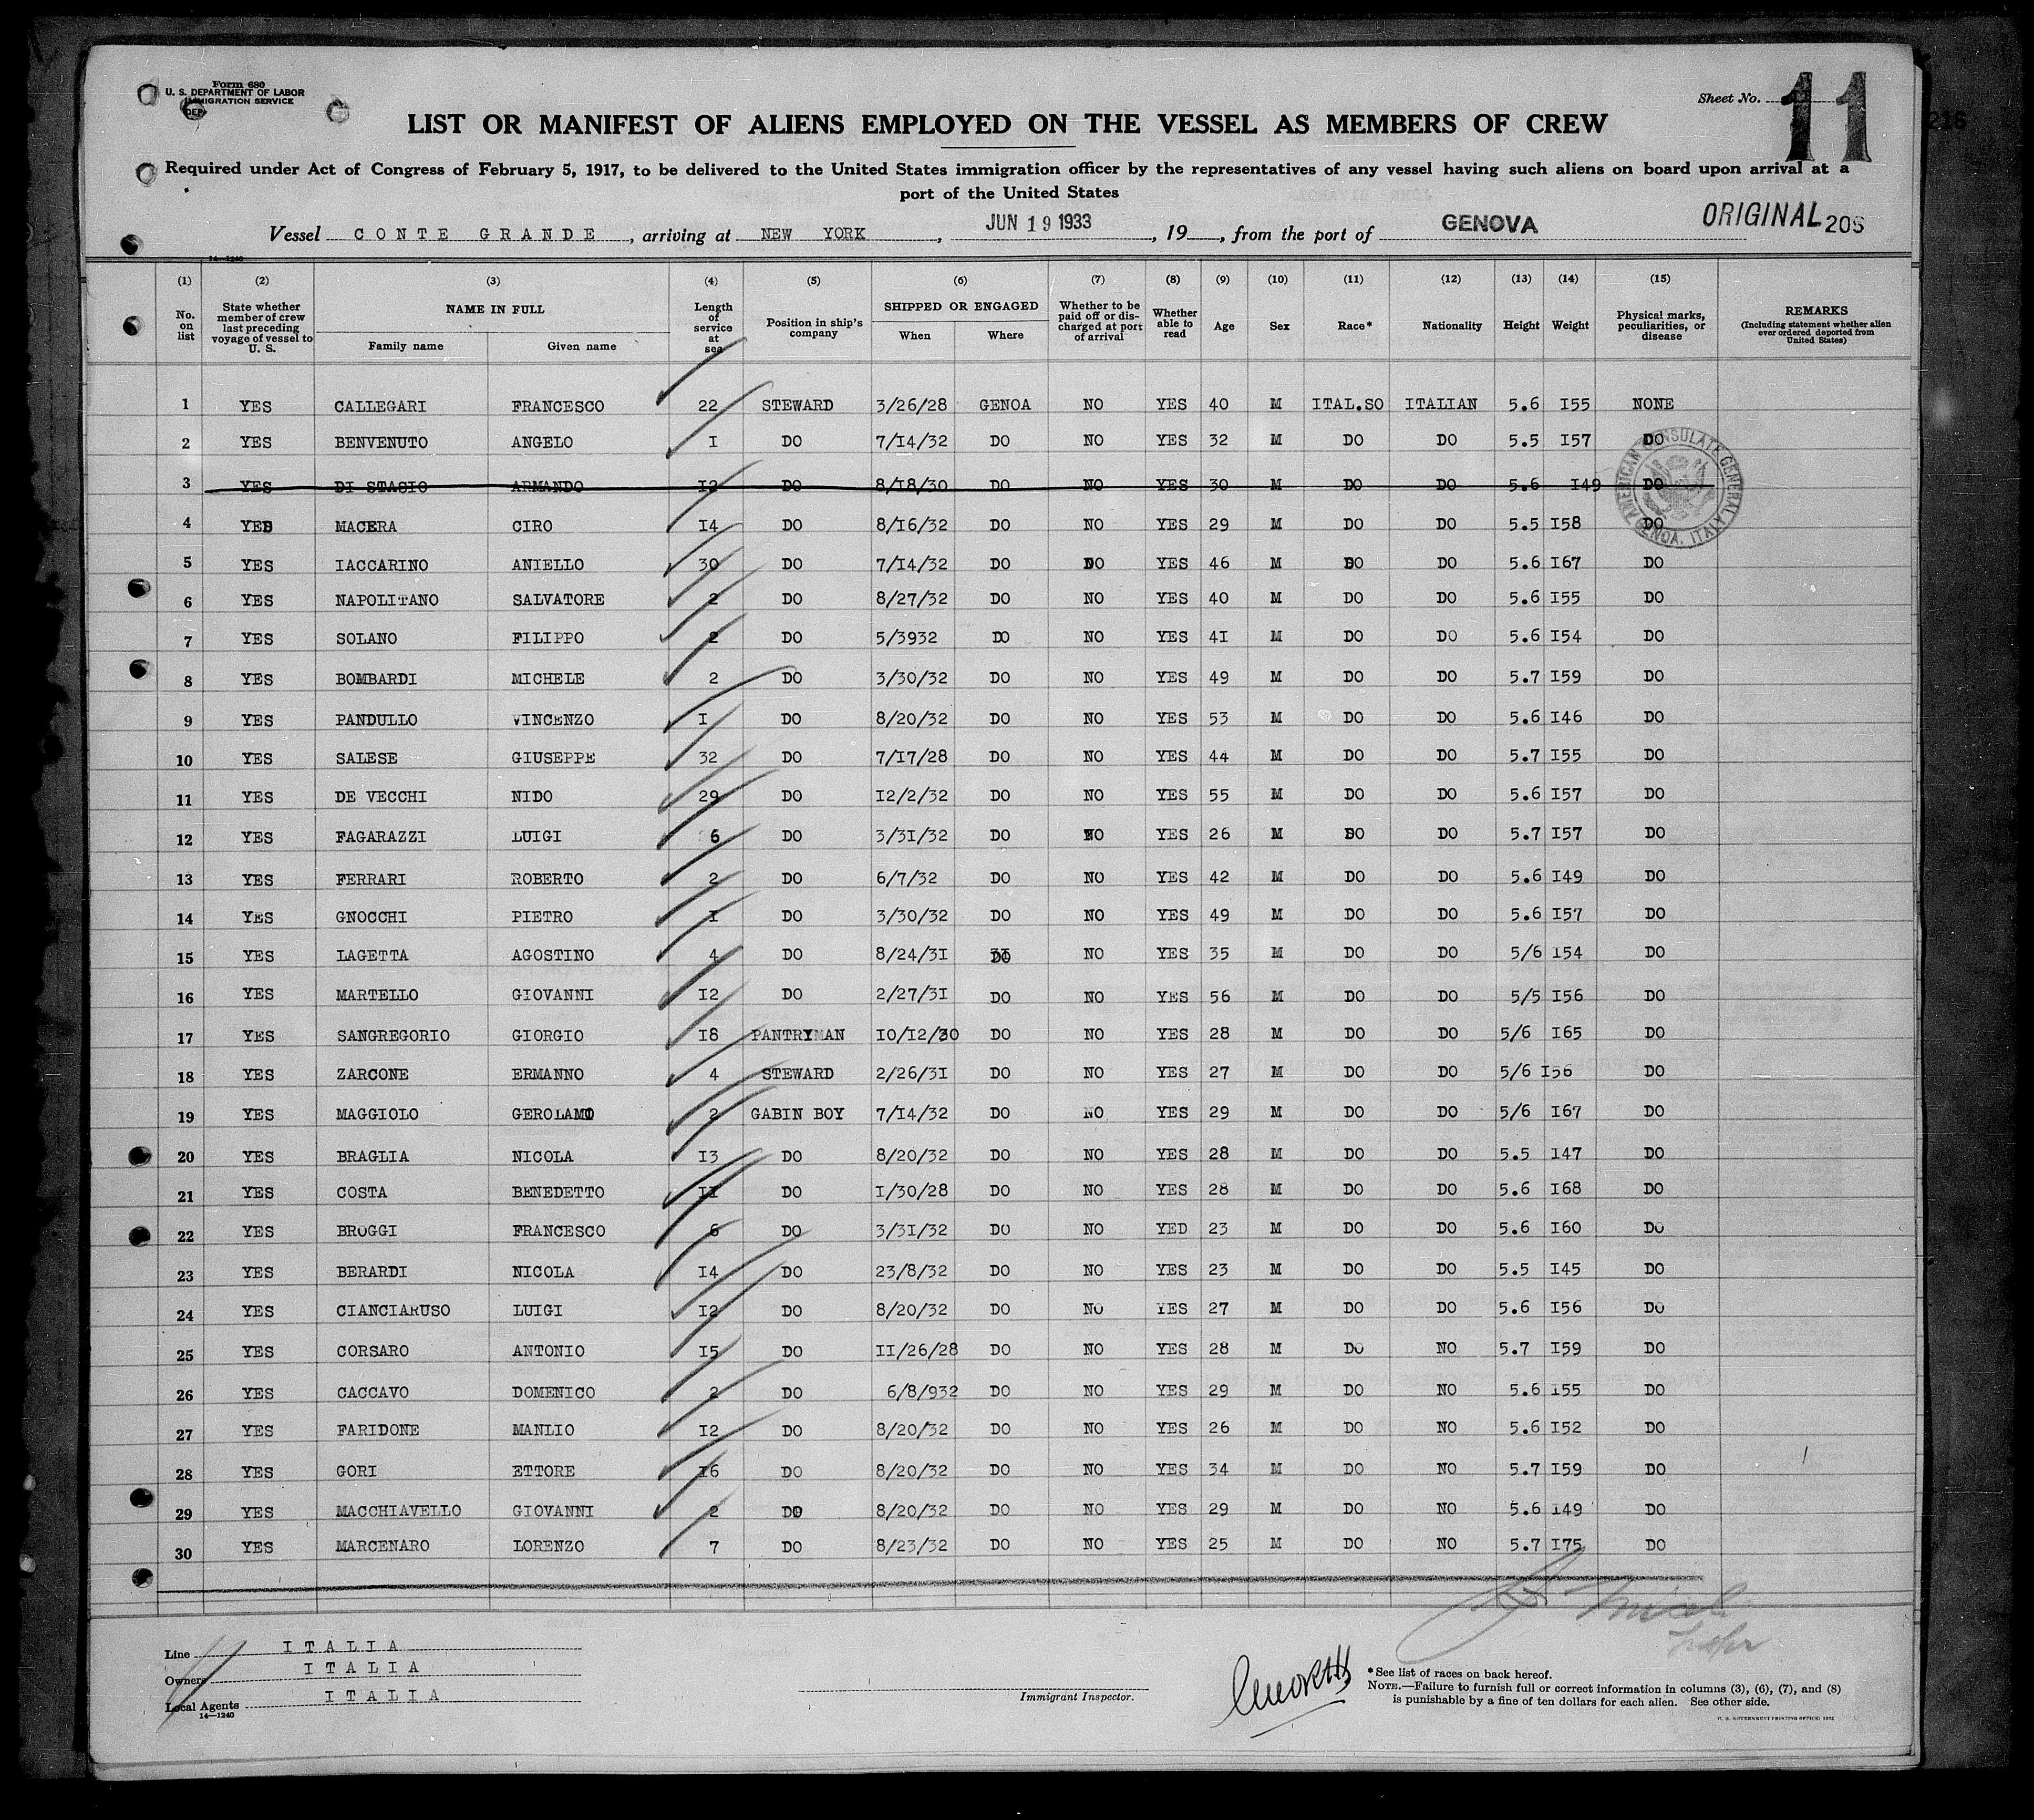 Form 680
U. S. DEPARTMENT OF LABOR
IMMIGRATION SERVICE
DEP.
Sheet No. 11
216
LIST OR MANIFEST OF ALIENS EMPLOYED ON THE VESSEL AS MEMBERS OF CREW
Required under Act of Congress of February 5, 1917, to be delivered to the United States immigration officer by the representatives of any vessel having such aliens on board upon arrival at a
port of the United States
ORIGINAL 20S
Vessel CONTE GRANDE, arriving at NEW YORK, JUN 19 1933, 19, from the port of GENOVA
14—1240
(1) (2) (3) (4) (5) (6) (7) (8) (9) (10) (11) (12) (13) (14) (15)
No. on list State whether member of crew last preceding voyage of vessel to U. S. NAME IN FULL Family name Given name Length of service at sea Position in ship's company SHIPPED OR ENGAGED When Where Whether to be paid off or discharged at port of arrival Whether able to read Age Sex Race* Nationality Height Weight Physical marks, peculiarities, or disease REMARKS (Including statement whether alien ever ordered deported from United States)
1 YES CALLEGARI FRANCESCO 22 STEWARD 3/26/28 GENOA NO YES 40 M ITAL.SO ITALIAN 5.6 I55 NONE
2 YES BENVENUTO ANGELO I DO 7/I4/32 DO NO YES 32 M DO DO 5.5 I57 DO
3 YES DI STASIO ARMANDO I2 DO 8/I8/30 DO NO YES 30 M DO DO 5.6 I49 DO
AMERICAN CONSULATE GENERAL GENOA, ITALY
4 YED MACERA CIRO I4 DO 8/I6/32 DO NO YES 29 M DO DO 5.5 I58 DO
5 YES IACCARINO ANIELLO 30 DO 7/I4/32 DO NO YES 46 M DO DO 5.6 I67 DO
6 YES NAPOLITANO SALVATORE 2 DO 8/27/32 DO NO YES 40 M DO DO 5.6 I55 DO
7 YES SOLANO FILIPPO 2 DO 5/3932 DO NO YES 4I M DO DO 5.6 I54 DO
8 YES BOMBARDI MICHELE 2 DO 3/30/32 DO NO YES 49 M DO DO 5.7 I59 DO
9 YES PANDULLO VINCENZO I DO 8/20/32 DO NO YES 53 M DO DO 5.6 I46 DO
10 YES SALESE GIUSEPPE 32 DO 7/I7/28 DO NO YES 44 M DO DO 5.7 I55 DO
11 YES DE VECCHI NIDO 29 DO I2/2/32 DO NO YES 55 M DO DO 5.6 I57 DO
12 YES FAGARAZZI LUIGI 6 DO 3/3I/32 DO NO YES 26 M DO DO 5.7 I57 DO
13 YES FERRARI ROBERTO 2 DO 6/7/32 DO NO YES 42 M DO DO 5.6 I49 DO
14 YES GNOCCHI PIETRO I DO 3/30/32 DO NO YES 49 M DO DO 5.6 I57 DO
15 YES LAGETTA AGOSTINO 4 DO 8/24/3I DO NO YES 35 M DO DO 5/6 I54 DO
16 YES MARTELLO GIOVANNI I2 DO 2/27/3I DO NO YES 56 M DO DO 5/5 I56 DO
17 YES SANGREGORIO GIORGIO I8 PANTRYMAN I0/I2/30 DO NO YES 28 M DO DO 5/6 I65 DO
18 YES ZARCONE ERMANNO 4 STEWARD 2/26/3I DO NO YES 27 M DO DO 5/6 I56 DO
19 YES MAGGIOLO GEROLAMO 2 GABIN BOY 7/I4/32 DO NO YES 29 M DO DO 5/6 I67 DO
20 YES BRAGLIA NICOLA I3 DO 8/20/32 DO NO YES 28 M DO DO 5.5 I47 DO
21 YES COSTA BENEDETTO II DO I/30/28 DO NO YES 28 M DO DO 5.6 I68 DO
22 YES BROGGI FRANCESCO 6 DO 3/3I/32 DO NO YED 23 M DO DO 5.6 I60 DO
23 YES BERARDI NICOLA I4 DO 23/8/32 DO NO YES 23 M DO DO 5.5 I45 DO
24 YES CIANCIARUSO LUIGI I2 DO 8/20/32 DO NO YES 27 M DO DO 5.6 I56 DO
25 YES CORSARO ANTONIO I5 DO II/26/28 DO NO YES 28 M DO NO 5.7 I59 DO
26 YES CACCAVO DOMENICO 2 DO 6/8/932 DO NO YES 29 M DO NO 5.6 I55 DO
27 YES FARIDONE MANLIO I2 DO 8/20/32 DO NO YES 26 M DO NO 5.6 I52 DO
28 YES GORI ETTORE I6 DO 8/20/32 DO NO YES 34 M DO NO 5.7 I59 DO
29 YES MACCHIAVELLO GIOVANNI 2 DO 8/20/32 DO NO YES 29 M DO NO 5.6 I49 DO
30 YES MARCENARO LORENZO 7 DO 8/23/32 DO NO YES 25 M DO NO 5.7 I75 DO
Line ITALIA
Owners ITALIA
Local Agents ITALIA
14—1240
Immigrant Inspector.
*See list of races on back hereof.
NOTE.—Failure to furnish full or correct information in columns (3), (6), (7), and (8)
is punishable by a fine of ten dollars for each alien. See other side.
U. S. GOVERNMENT PRINTING OFFICE: 1932